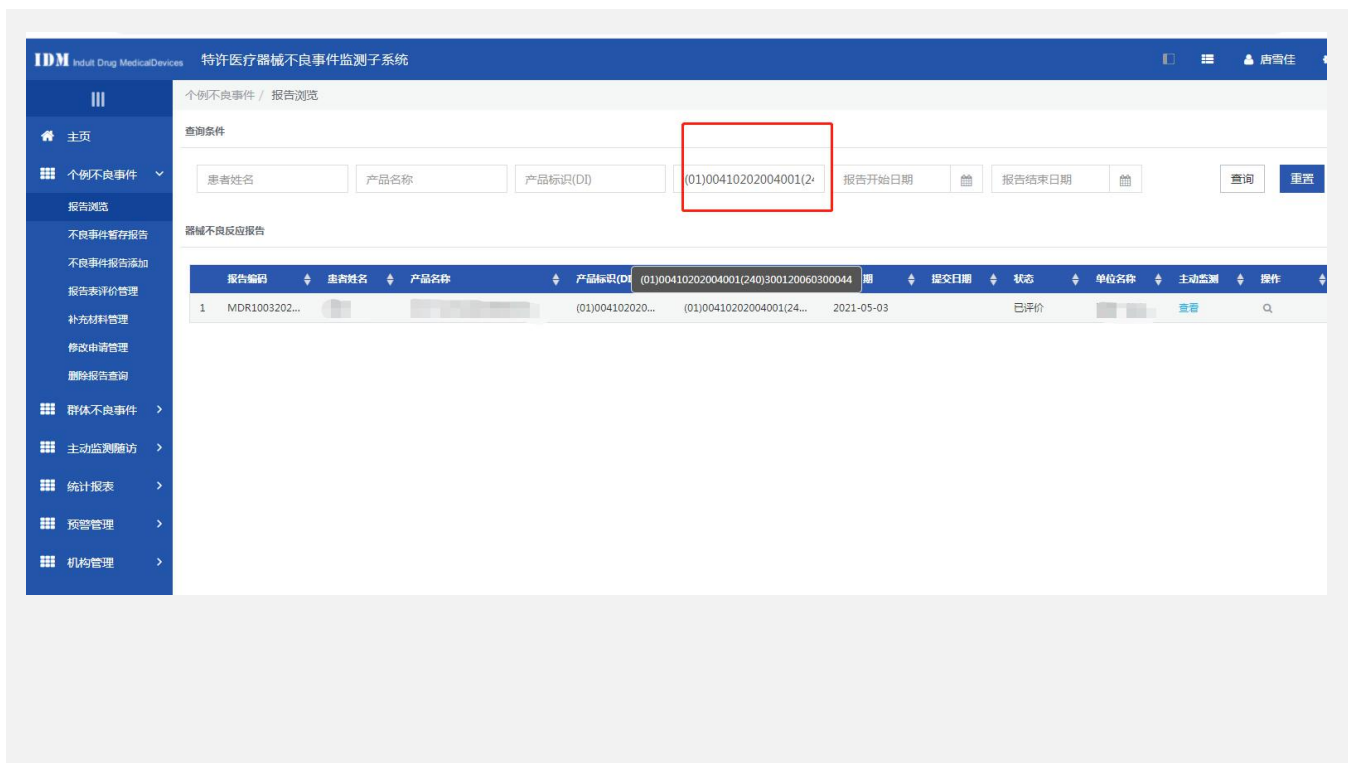 IDM Indult Drug MedicalDevices 特许医疗器械不良事件监测子系统 唐雪佳
个例不良事件 / 报告浏览
主页
查询条件
个例不良事件
患者姓名 产品名称 产品标识(DI) (01)00410202004001(24 报告开始日期 报告结束日期 查询 重置
报告浏览
不良事件暂存报告
器械不良反应报告
不良事件报告添加
报告编码 患者姓名 产品名称 产品标识(DI (01)00410202004001(240)300120060300044 期 提交日期 状态 单位名称 主动监测 操作
报告表评价管理
1 MDR1003202... (01)004102020... (01)00410202004001(24... 2021-05-03 已评价 查看
补充材料管理
修改申请管理
删除报告查询
群体不良事件
主动监测随访
统计报表
预警管理
机构管理